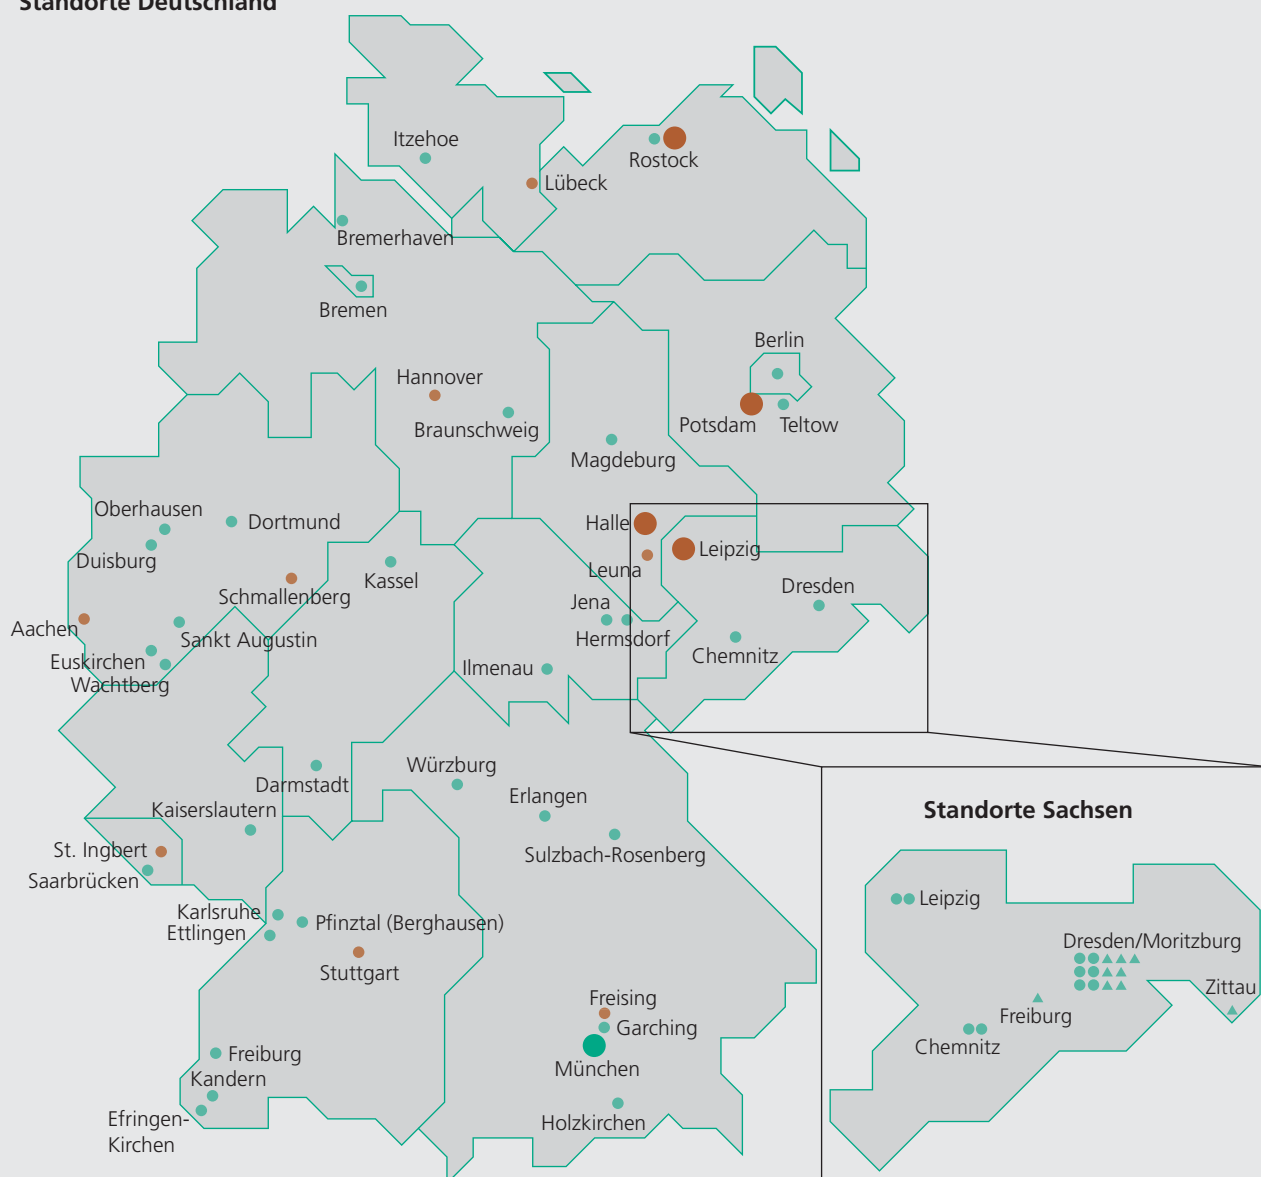 Standorte Deutschland
Itzehoe
Rostock
Lübeck
Bremerhaven
Bremen
Berlin
Hannover
Potsdam
Teltow
Braunschweig
Magdeburg
Oberhausen
Dortmund
Halle
Leipzig
Duisburg
Leuna
Kassel
Dresden
Schmallenberg
Jena
Aachen
Sankt Augustin
Hermsdorf
Chemnitz
Euskirchen
Ilmenau
Wachtberg
Würzburg
Darmstadt
Erlangen
Kaiserslautern
Sulzbach-Rosenberg
St. Ingbert
Saarbrücken
Karlsruhe
Pfinztal (Berghausen)
Ettlingen
Stuttgart
Freising
Garching
Freiburg
München
Kandern
Efringen-
Kirchen
Holzkirchen
Standorte Sachsen
Leipzig
Dresden/Moritzburg
Zittau
Freiburg
Chemnitz